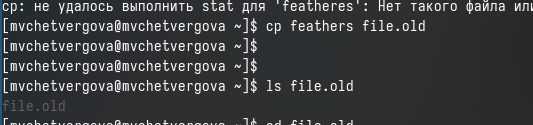 cp: не удалось выполнить stat для 'featheres': Нет такого файла или
[mvchetvergova@mvchetvergova ~]$ cp feathers file.old
[mvchetvergova@mvchetvergova ~]$
[mvchetvergova@mvchetvergova ~]$
[mvchetvergova@mvchetvergova ~]$ ls file.old
file.old
[mvchetvergova@mvchetvergova ~]$ cd file.old